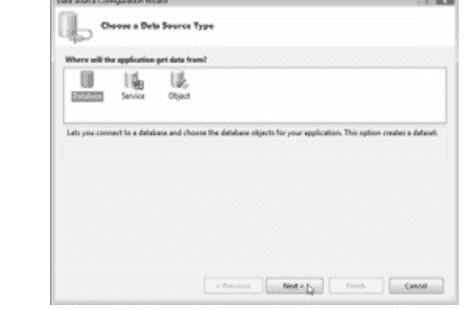 Data Source Configuration Wizard
Choose a Data Source Type
Where will the application get data from?
Database Service Object
Lets you connect to a database and choose the database objects for your application. This option creates a dataset.
< Previous Next > Finish Cancel